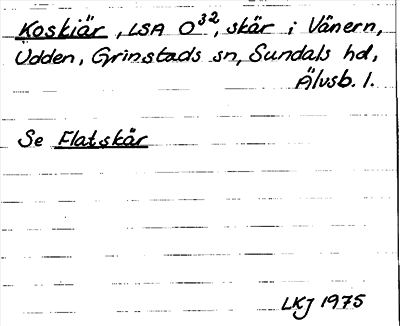 Koskiär, LSA O³², skär i Vänern,
Udden, Grinstads sn, Sundals hd,
Älvsb. l.
Se Flatskär
LKJ 1975